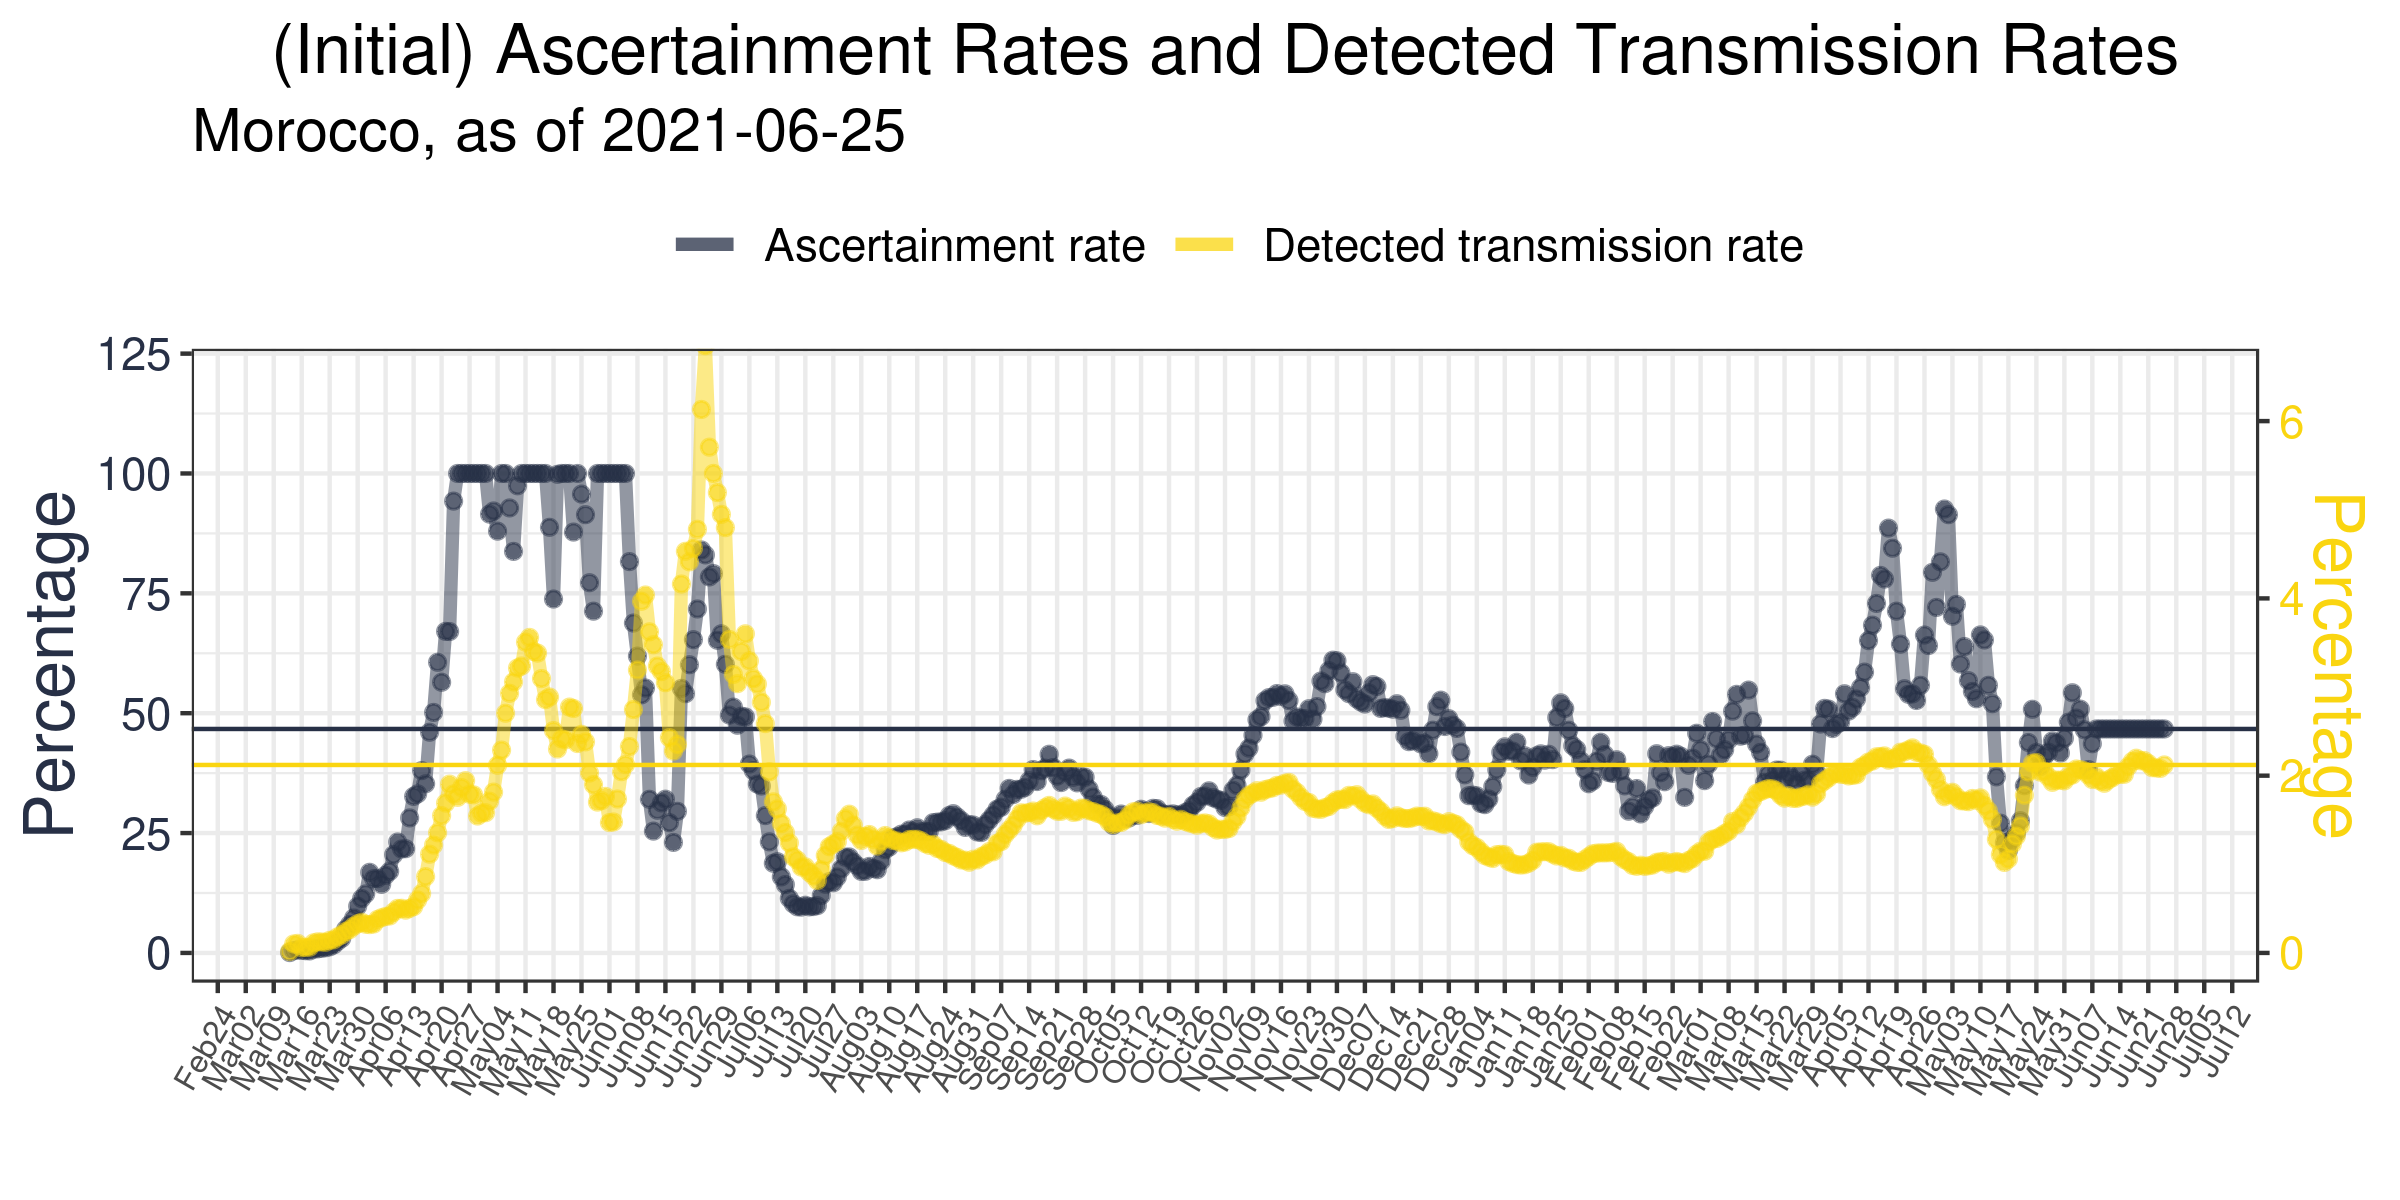 (Initial) Ascertainment Rates and Detected Transmission Rates
Morocco, as of 2021-06-25
Ascertainment rate
Detected transmission rate
Percentage
125
100
75
50
25
0
6
4
2
0
Percentage
Feb24
Mar02
Mar09
Mar16
Mar23
Mar30
Apr06
Apr13
Apr20
Apr27
May04
May11
May18
May25
Jun01
Jun08
Jun15
Jun22
Jun29
Jul06
Jul13
Jul20
Jul27
Aug03
Aug10
Aug17
Aug24
Aug31
Sep07
Sep14
Sep21
Sep28
Oct05
Oct12
Oct19
Oct26
Nov02
Nov09
Nov16
Nov23
Nov30
Dec07
Dec14
Dec21
Dec28
Jan04
Jan11
Jan18
Jan25
Feb01
Feb08
Feb15
Feb22
Mar01
Mar08
Mar15
Mar22
Mar29
Apr05
Apr12
Apr19
Apr26
May03
May10
May17
May24
May31
Jun07
Jun14
Jun21
Jun28
Jul05
Jul12